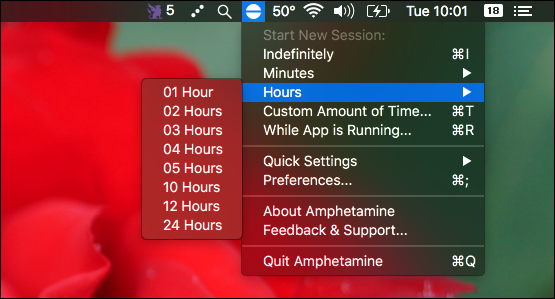 5 50° Tue 10:01 18
Start New Session:
Indefinitely ⌘I
Minutes ▶
Hours ▶
Custom Amount of Time... ⌘T
While App is Running... ⌘R
Quick Settings ▶
Preferences... ⌘;
About Amphetamine
Feedback & Support...
Quit Amphetamine ⌘Q
01 Hour
02 Hours
03 Hours
04 Hours
05 Hours
10 Hours
12 Hours
24 Hours